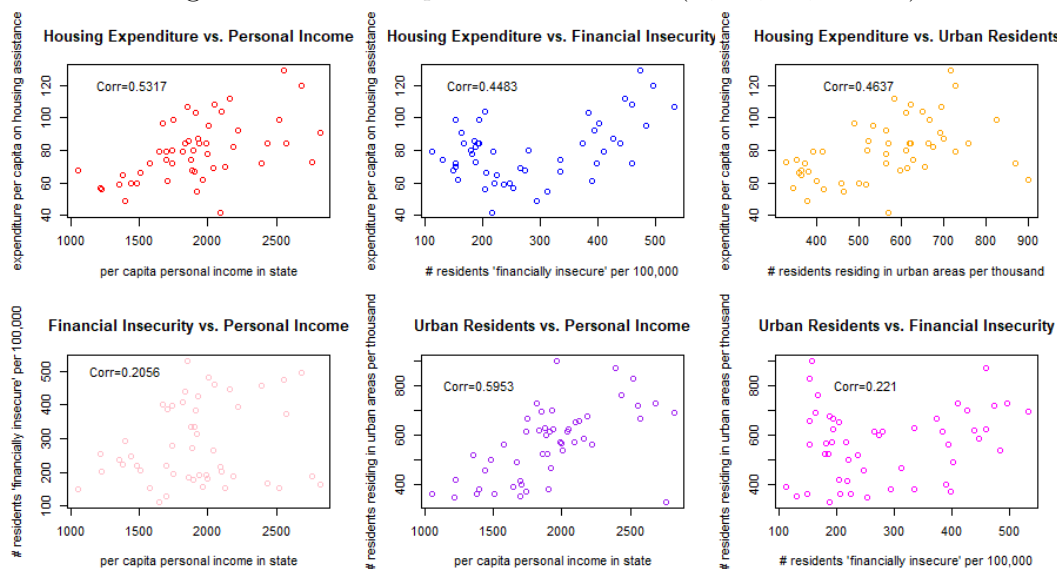 Housing Expenditure vs. Personal Income
expenditure per capita on housing assistance
120
100
80
60
40
Corr=0.5317
1000 1500 2000 2500
per capita personal income in state
Housing Expenditure vs. Financial Insecurity
expenditure per capita on housing assistance
120
100
80
60
40
Corr=0.4483
100 200 300 400 500
# residents 'financially insecure' per 100,000
Housing Expenditure vs. Urban Residents
expenditure per capita on housing assistance
120
100
80
60
40
Corr=0.4637
400 500 600 700 800 900
# residents residing in urban areas per thousand
Financial Insecurity vs. Personal Income
# residents 'financially insecure' per 100,000
500
400
300
200
100
Corr=0.2056
1000 1500 2000 2500
per capita personal income in state
Urban Residents vs. Personal Income
# residents residing in urban areas per thousand
800
600
400
Corr=0.5953
1000 1500 2000 2500
per capita personal income in state
Urban Residents vs. Financial Insecurity
# residents residing in urban areas per thousand
800
600
400
Corr=0.221
100 200 300 400 500
# residents 'financially insecure' per 100,000